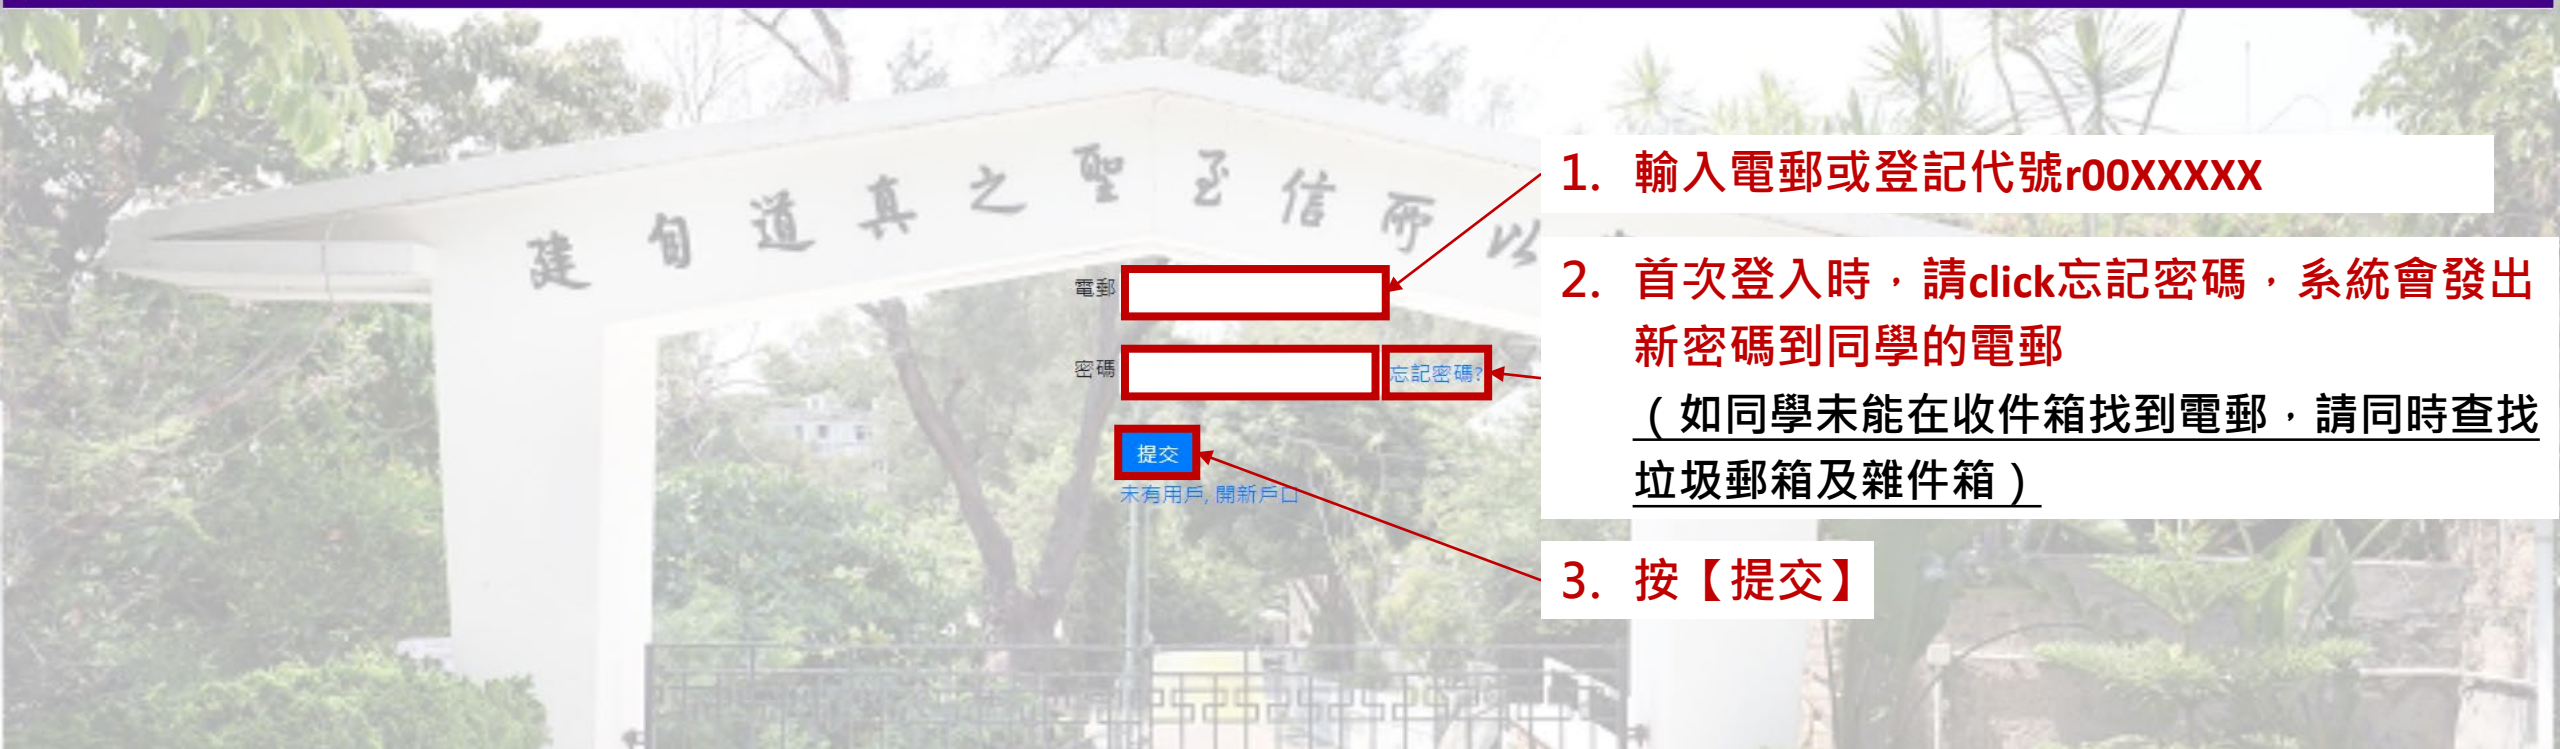 建自道真之聖至信所以
1. 輸入電郵或登記代號r00XXXXX
電郵
2. 首次登入時，請click忘記密碼，系統會發出
新密碼到同學的電郵
（如同學未能在收件箱找到電郵，請同時查找
垃圾郵箱及雜件箱）
密碼
忘記密碼?
提交
未有用戶, 開新戶口
3. 按【提交】